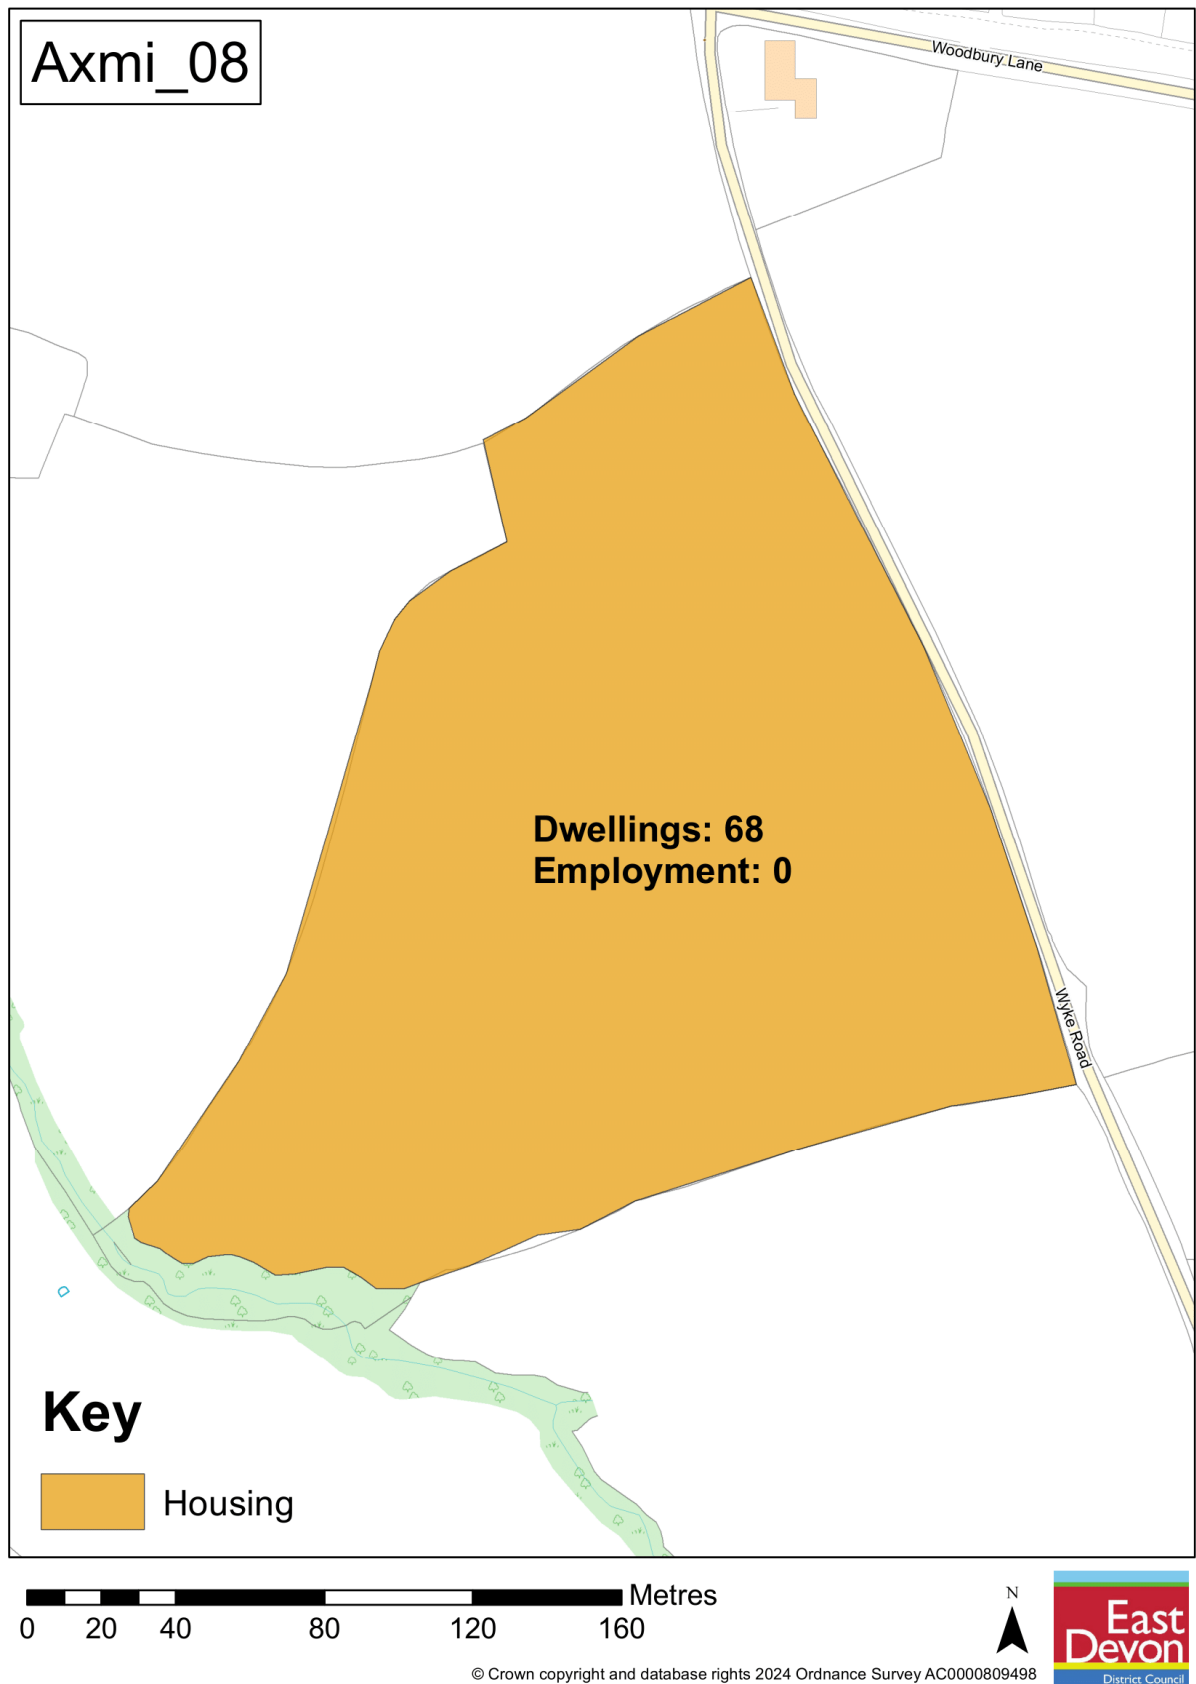 Axmi_08
Woodbury Lane
Dwellings: 68
Employment: 0
Wyke Road
Key
Housing
Metres
0 20 40 80 120 160
N
East
Devon
District Council
© Crown copyright and database rights 2024 Ordnance Survey AC0000809498